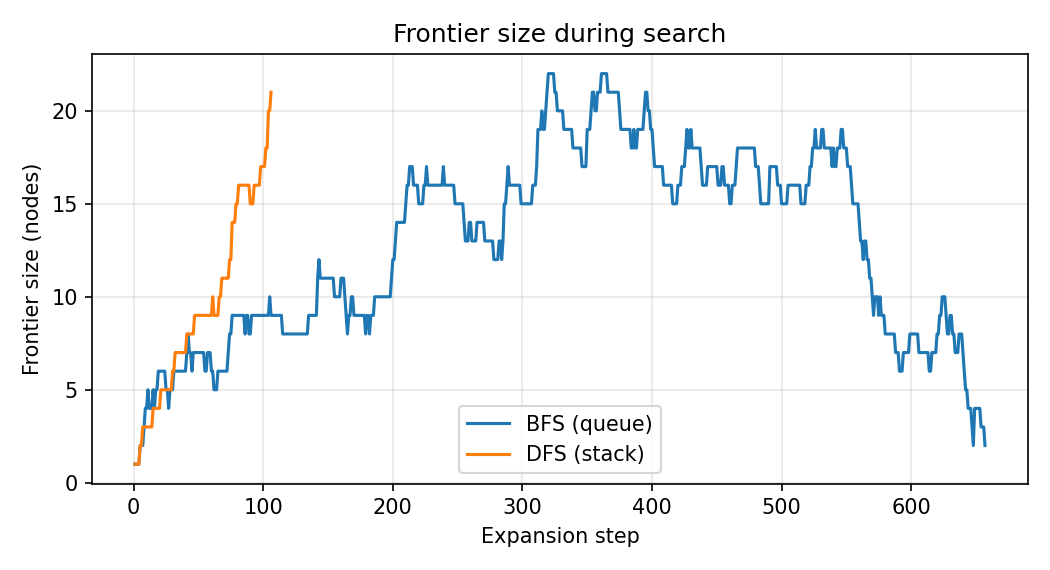 Frontier size during search
Frontier size (nodes)
20
15
10
5
0
0 100 200 300 400 500 600
Expansion step
BFS (queue)
DFS (stack)